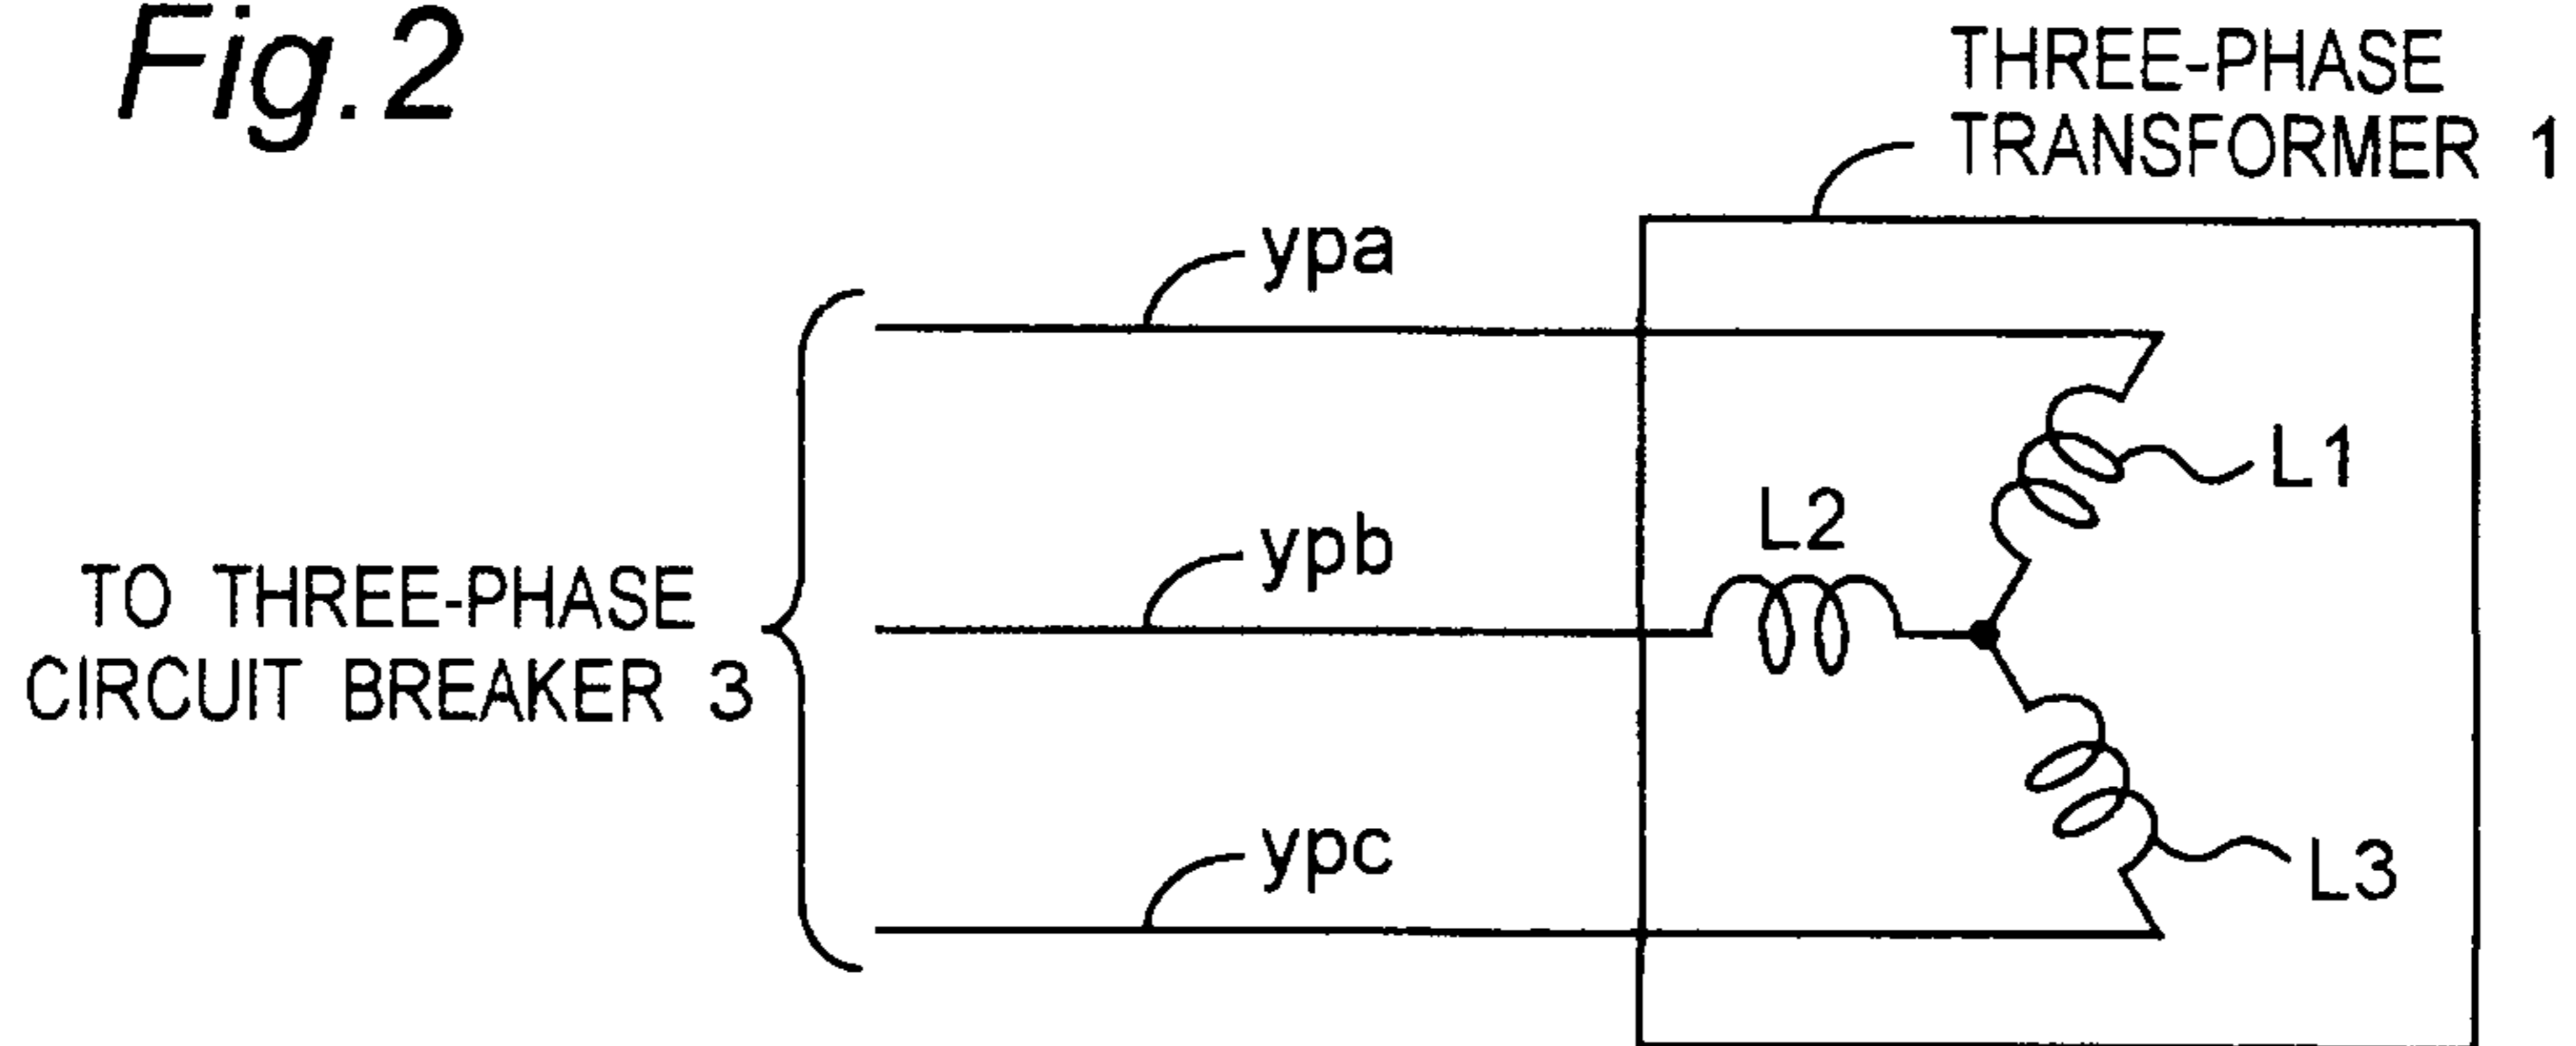 Fig.2
THREE-PHASE
TRANSFORMER 1
ypa
L1
L2
ypb
TO THREE-PHASE
CIRCUIT BREAKER 3
ypc
L3